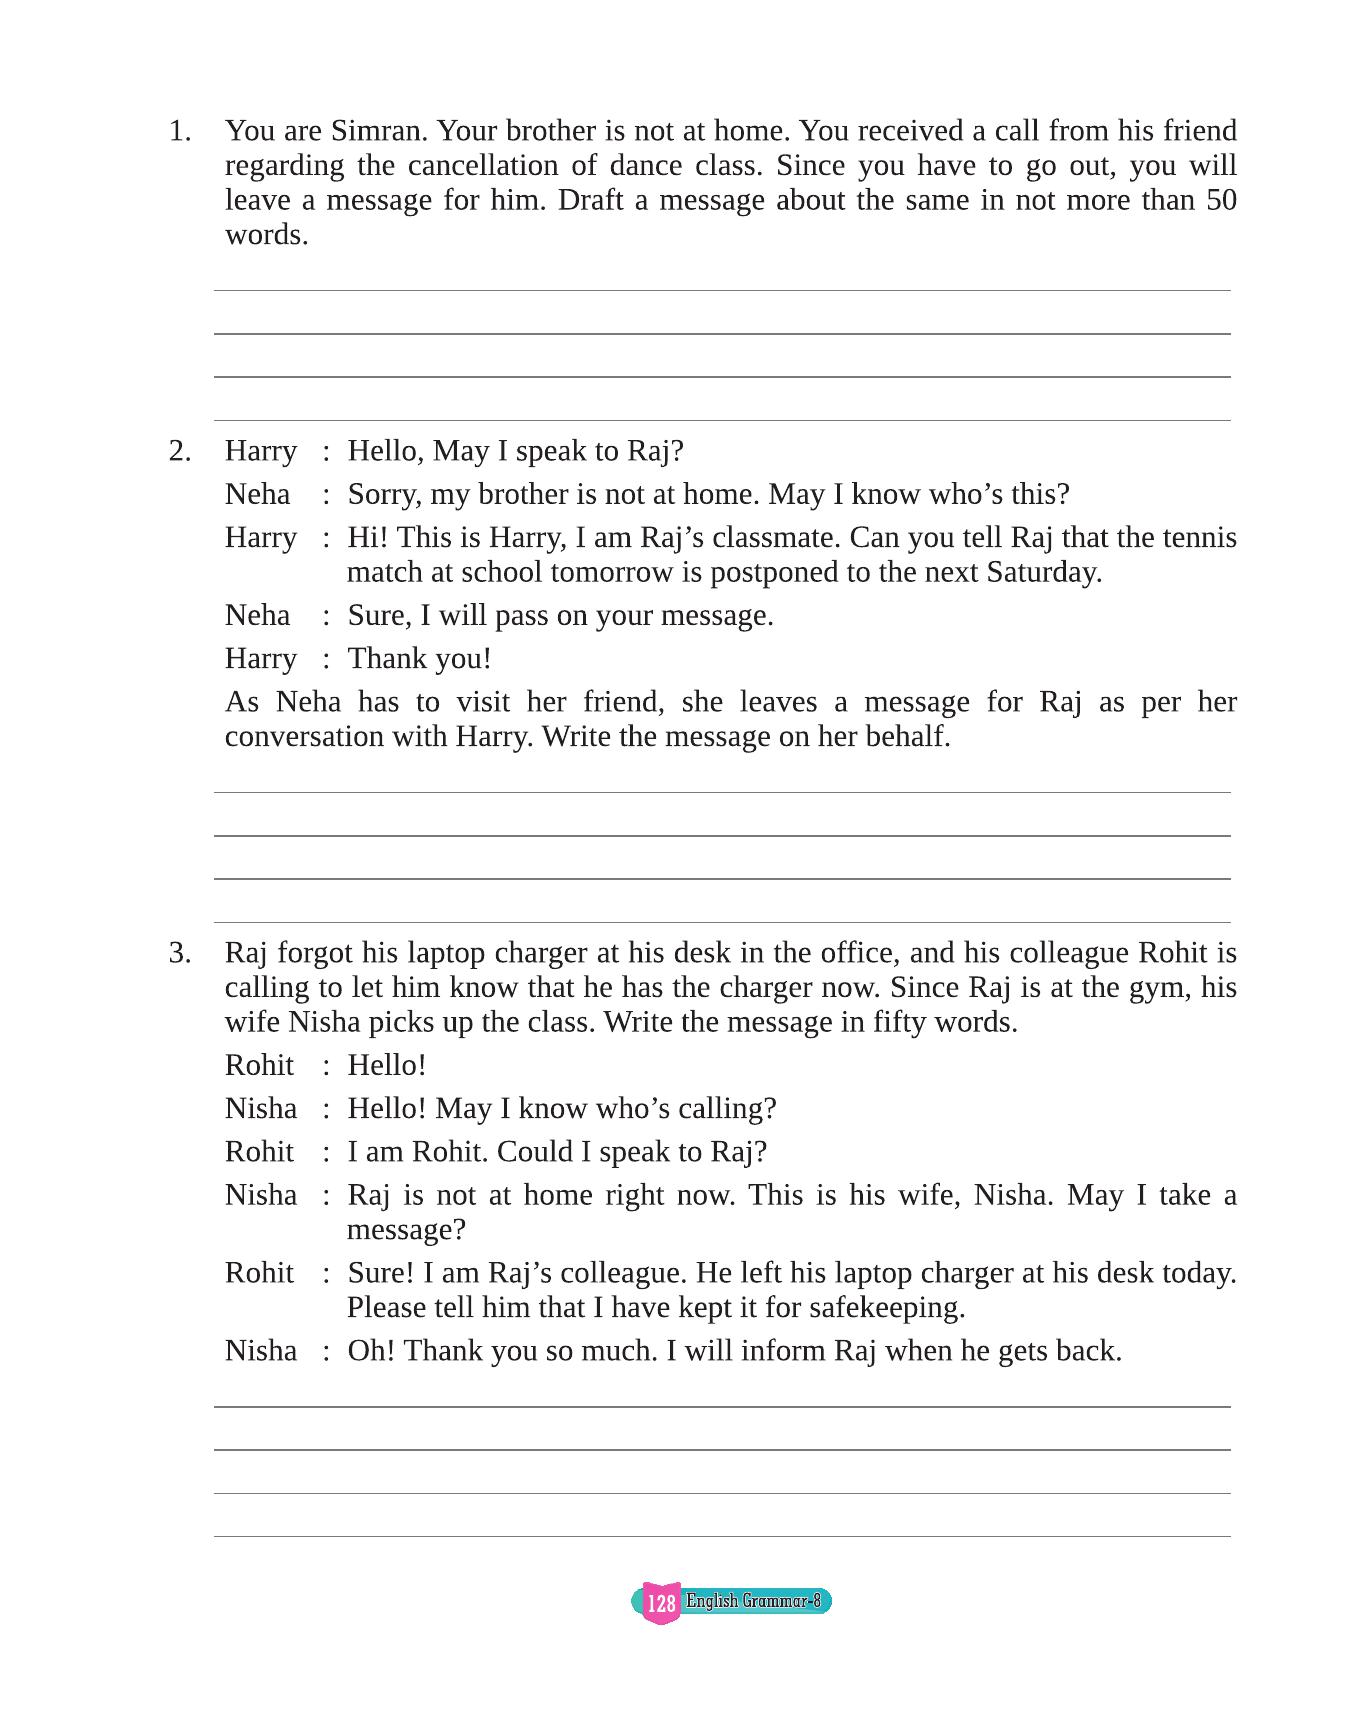 1. You are Simran. Your brother is not at home. You received a call from his friend
regarding the cancellation of dance class. Since you have to go out, you will
leave a message for him. Draft a message about the same in not more than 50
words.
2. Harry : Hello, May I speak to Raj?
Neha : Sorry, my brother is not at home. May I know who’s this?
Harry : Hi! This is Harry, I am Raj’s classmate. Can you tell Raj that the tennis
match at school tomorrow is postponed to the next Saturday.
Neha : Sure, I will pass on your message.
Harry : Thank you!
As Neha has to visit her friend, she leaves a message for Raj as per her
conversation with Harry. Write the message on her behalf.
3. Raj forgot his laptop charger at his desk in the office, and his colleague Rohit is
calling to let him know that he has the charger now. Since Raj is at the gym, his
wife Nisha picks up the class. Write the message in fifty words.
Rohit : Hello!
Nisha : Hello! May I know who’s calling?
Rohit : I am Rohit. Could I speak to Raj?
Nisha : Raj is not at home right now. This is his wife, Nisha. May I take a
message?
Rohit : Sure! I am Raj’s colleague. He left his laptop charger at his desk today.
Please tell him that I have kept it for safekeeping.
Nisha : Oh! Thank you so much. I will inform Raj when he gets back.
128 English Grammar-8